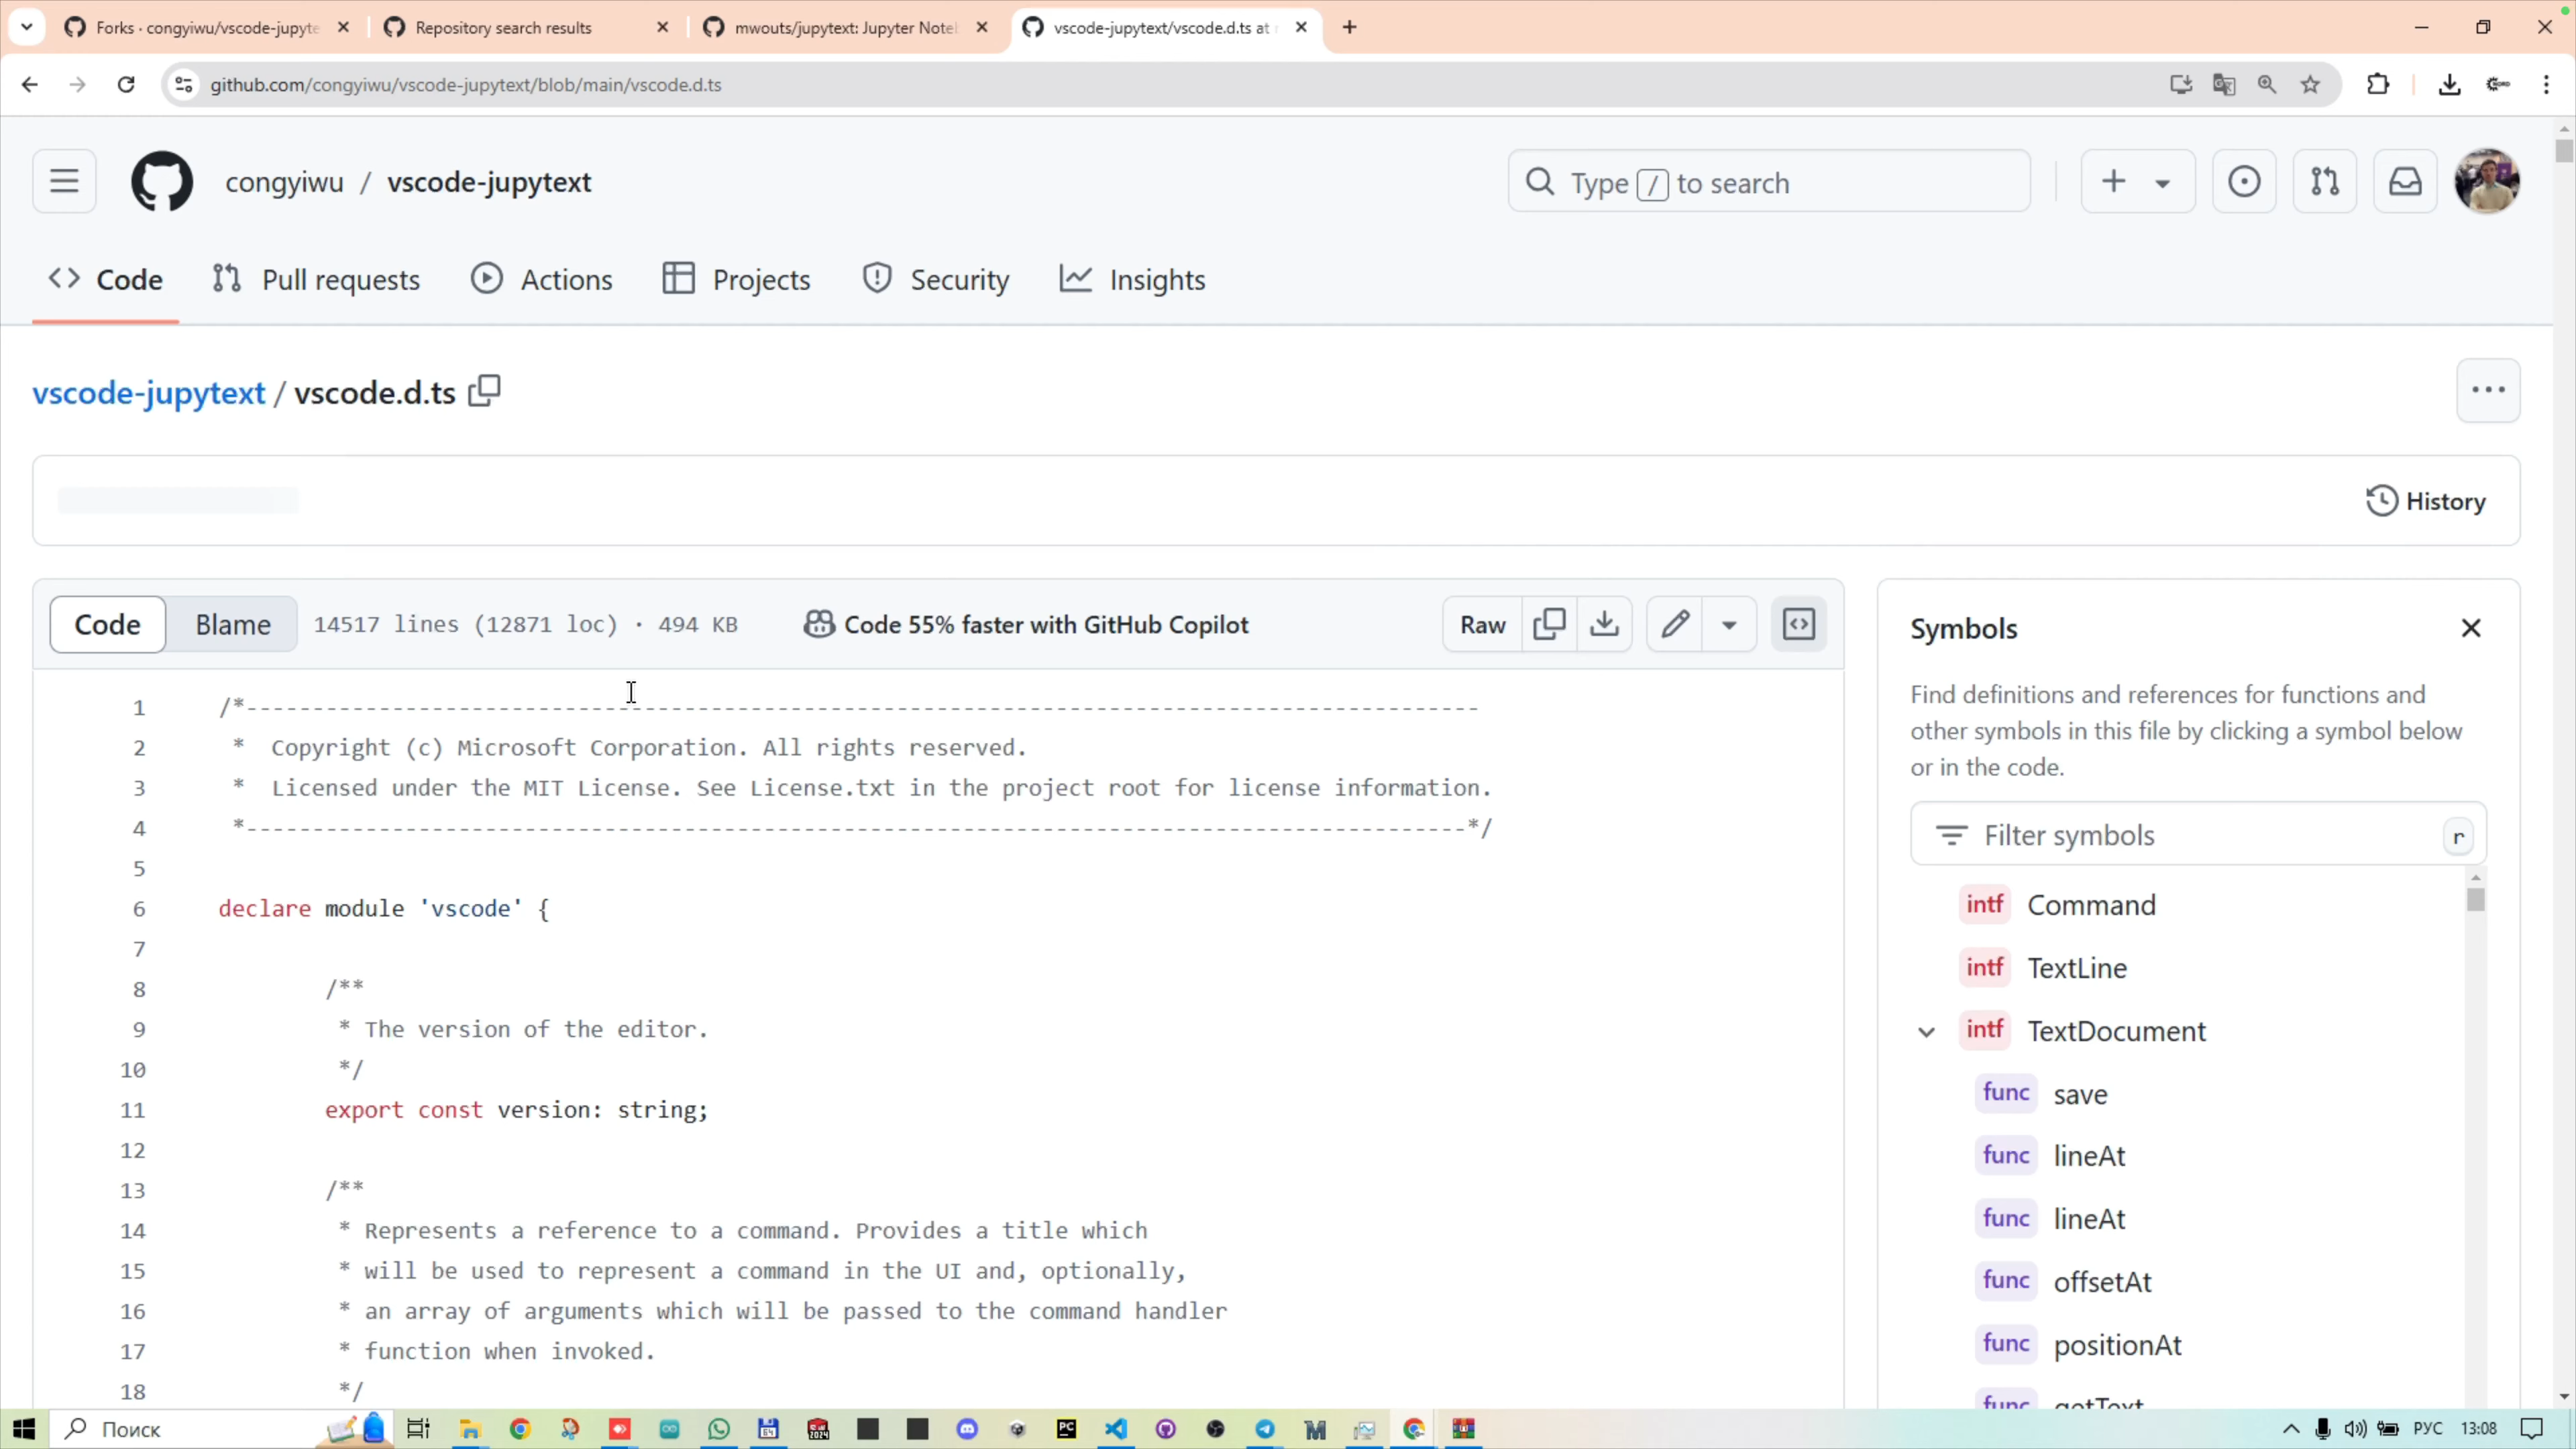 Forks · congyiwu/vscode-jupyte
Repository search results
mwouts/jupytext: Jupyter Note
vscode-jupytext/vscode.d.ts at
github.com/congyiwu/vscode-jupytext/blob/main/vscode.d.ts
congyiwu / vscode-jupytext
Type / to search
Code
Pull requests
Actions
Projects
Security
Insights
vscode-jupytext / vscode.d.ts
History
Code
Blame
14517 lines (12871 loc) · 494 KB
Code 55% faster with GitHub Copilot
Raw
1 /*---------------------------------------------------------------------------------------------
2 *  Copyright (c) Microsoft Corporation. All rights reserved.
3 *  Licensed under the MIT License. See License.txt in the project root for license information.
4 *--------------------------------------------------------------------------------------------*/
5
6 declare module 'vscode' {
7
8 /**
9 * The version of the editor.
10 */
11 export const version: string;
12
13 /**
14 * Represents a reference to a command. Provides a title which
15 * will be used to represent a command in the UI and, optionally,
16 * an array of arguments which will be passed to the command handler
17 * function when invoked.
18 */
Symbols
Find definitions and references for functions and
other symbols in this file by clicking a symbol below
or in the code.
Filter symbols
r
intf Command
intf TextLine
intf TextDocument
func save
func lineAt
func lineAt
func offsetAt
func positionAt
func getText
Поиск
РУС
13:08